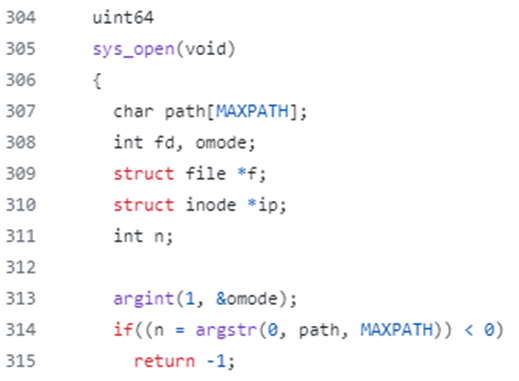 304 uint64
305 sys_open(void)
306 {
307 char path[MAXPATH];
308 int fd, omode;
309 struct file *f;
310 struct inode *ip;
311 int n;
312
313 argint(1, &omode);
314 if((n = argstr(0, path, MAXPATH)) < 0)
315 return -1;